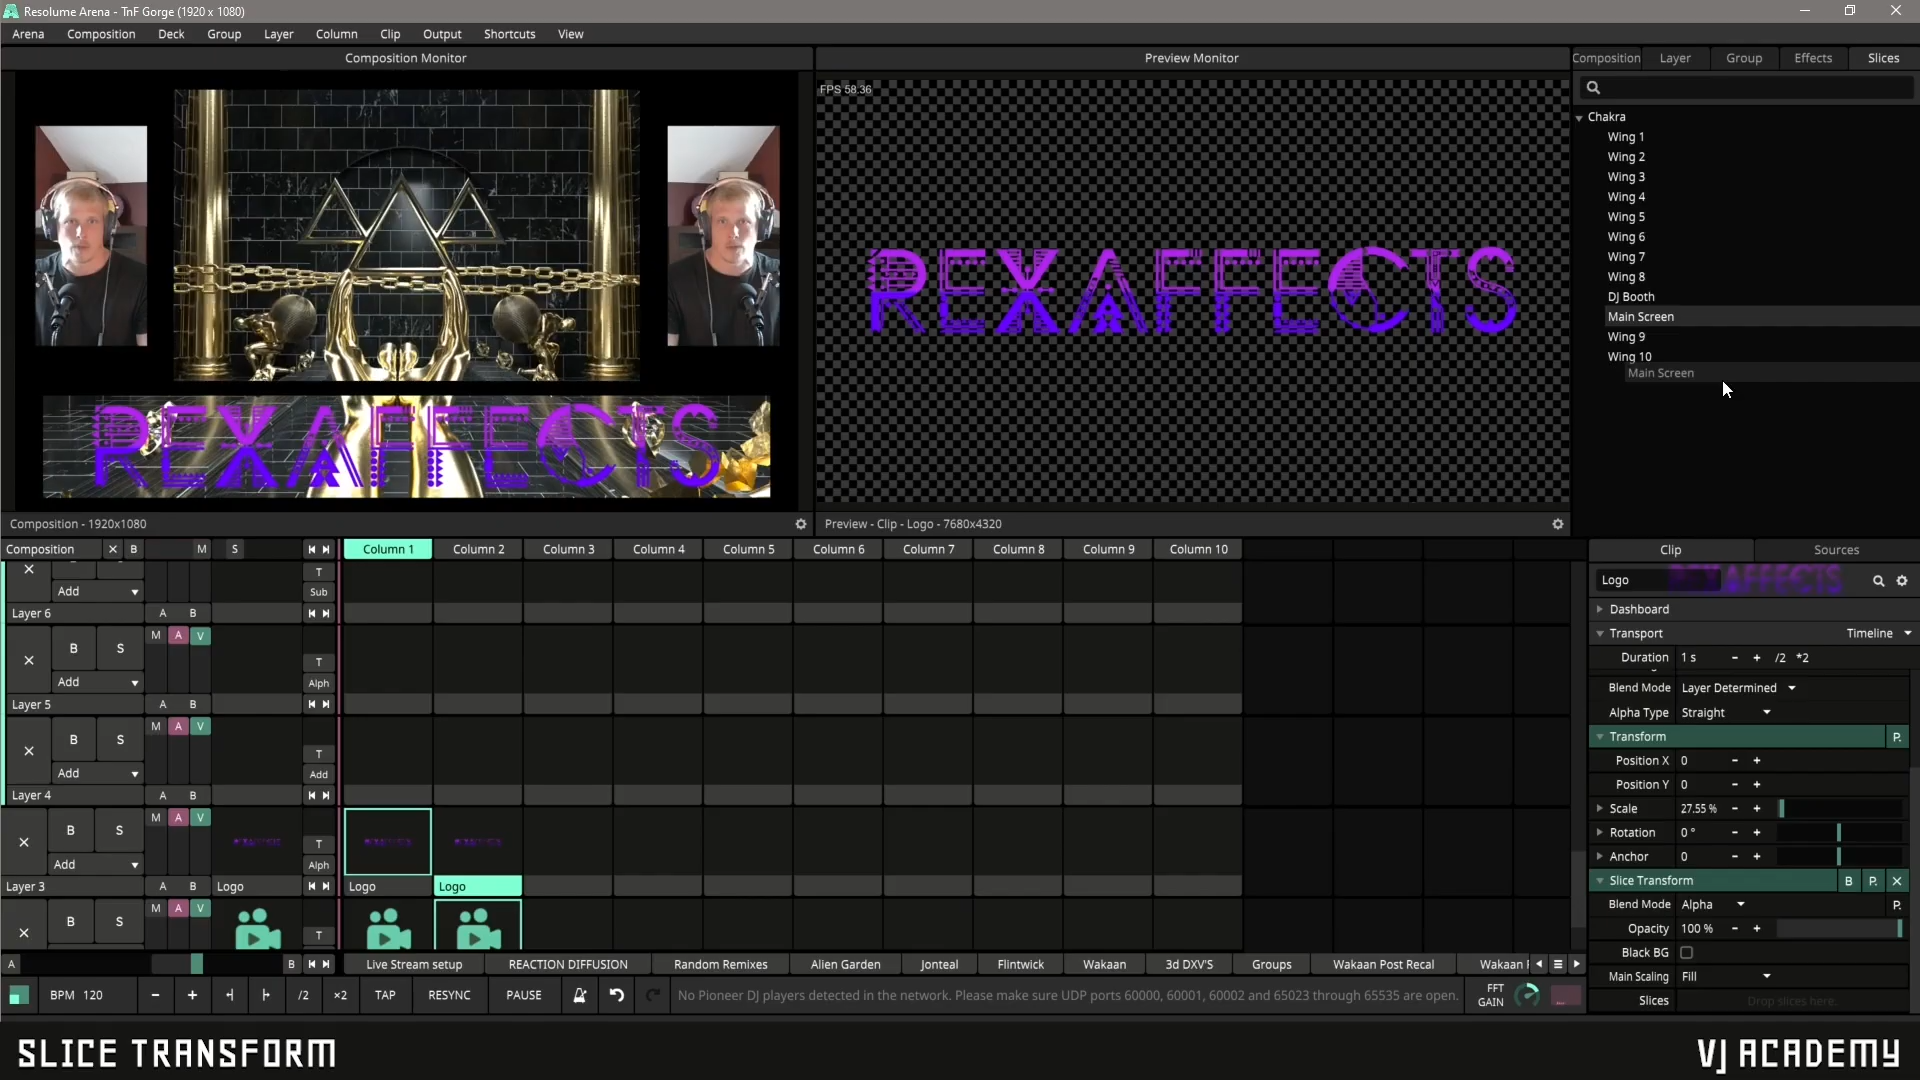 Resolume Arena - TnF Gorge (1920 x 1080)
Arena Composition Deck Group Layer Column Clip Output Shortcuts View
Composition Monitor
Preview Monitor
Composition Layer Group Effects Slices
FPS 58.36
Chakra
Wing 1
Wing 2
Wing 3
Wing 4
Wing 5
Wing 6
Wing 7
Wing 8
DJ Booth
Main Screen
Wing 9
Wing 10
Main Screen
REXAFFECTS
REXAFFECTS
Composition - 1920x1080
Preview - Clip - Logo - 7680x4320
Composition X B M S
Column 1 Column 2 Column 3 Column 4 Column 5 Column 6 Column 7 Column 8 Column 9 Column 10
Clip Sources
Add
T
Sub
Layer 6 A B
B S M A V
T
Add
Alph
Layer 5 A B
B S M A V
T
Add
Add
Layer 4 A B
B S M A V
T
Add
Alph
REXAFFECTS
REXAFFECTS
REXAFFECTS
Layer 3 A B Logo
Logo
Logo
B S M A V
T
Logo
Dashboard
Transport Timeline
Duration 1 s - + /2 *2
Blend Mode Layer Determined
Alpha Type Straight
Transform P.
Position X 0 - +
Position Y 0 - +
Scale 27.55 % - +
Rotation 0 ° - +
Anchor 0 - +
Slice Transform B P. X
Blend Mode Alpha P.
Opacity 100 % - +
Black BG
Main Scaling Fill
Slices Drop slices here.
A B
Live Stream setup REACTION DIFFUSION Random Remixes Alien Garden Jonteal Flintwick Wakaan 3d DXV'S Groups Wakaan Post Recal Wakaan
BPM 120 - + /2 ×2 TAP RESYNC PAUSE
No Pioneer DJ players detected in the network. Please make sure UDP ports 60000, 60001, 60002 and 65023 through 65535 are open.
FFT
GAIN
SLICE TRANSFORM
VJ ACADEMY